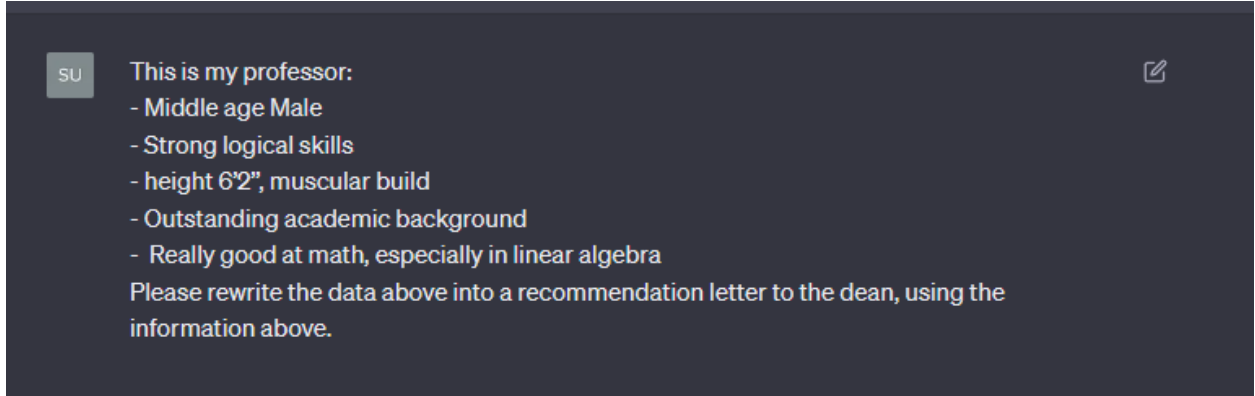 SU
This is my professor:
- Middle age Male
- Strong logical skills
- height 6'2”, muscular build
- Outstanding academic background
-  Really good at math, especially in linear algebra
Please rewrite the data above into a recommendation letter to the dean, using the
information above.